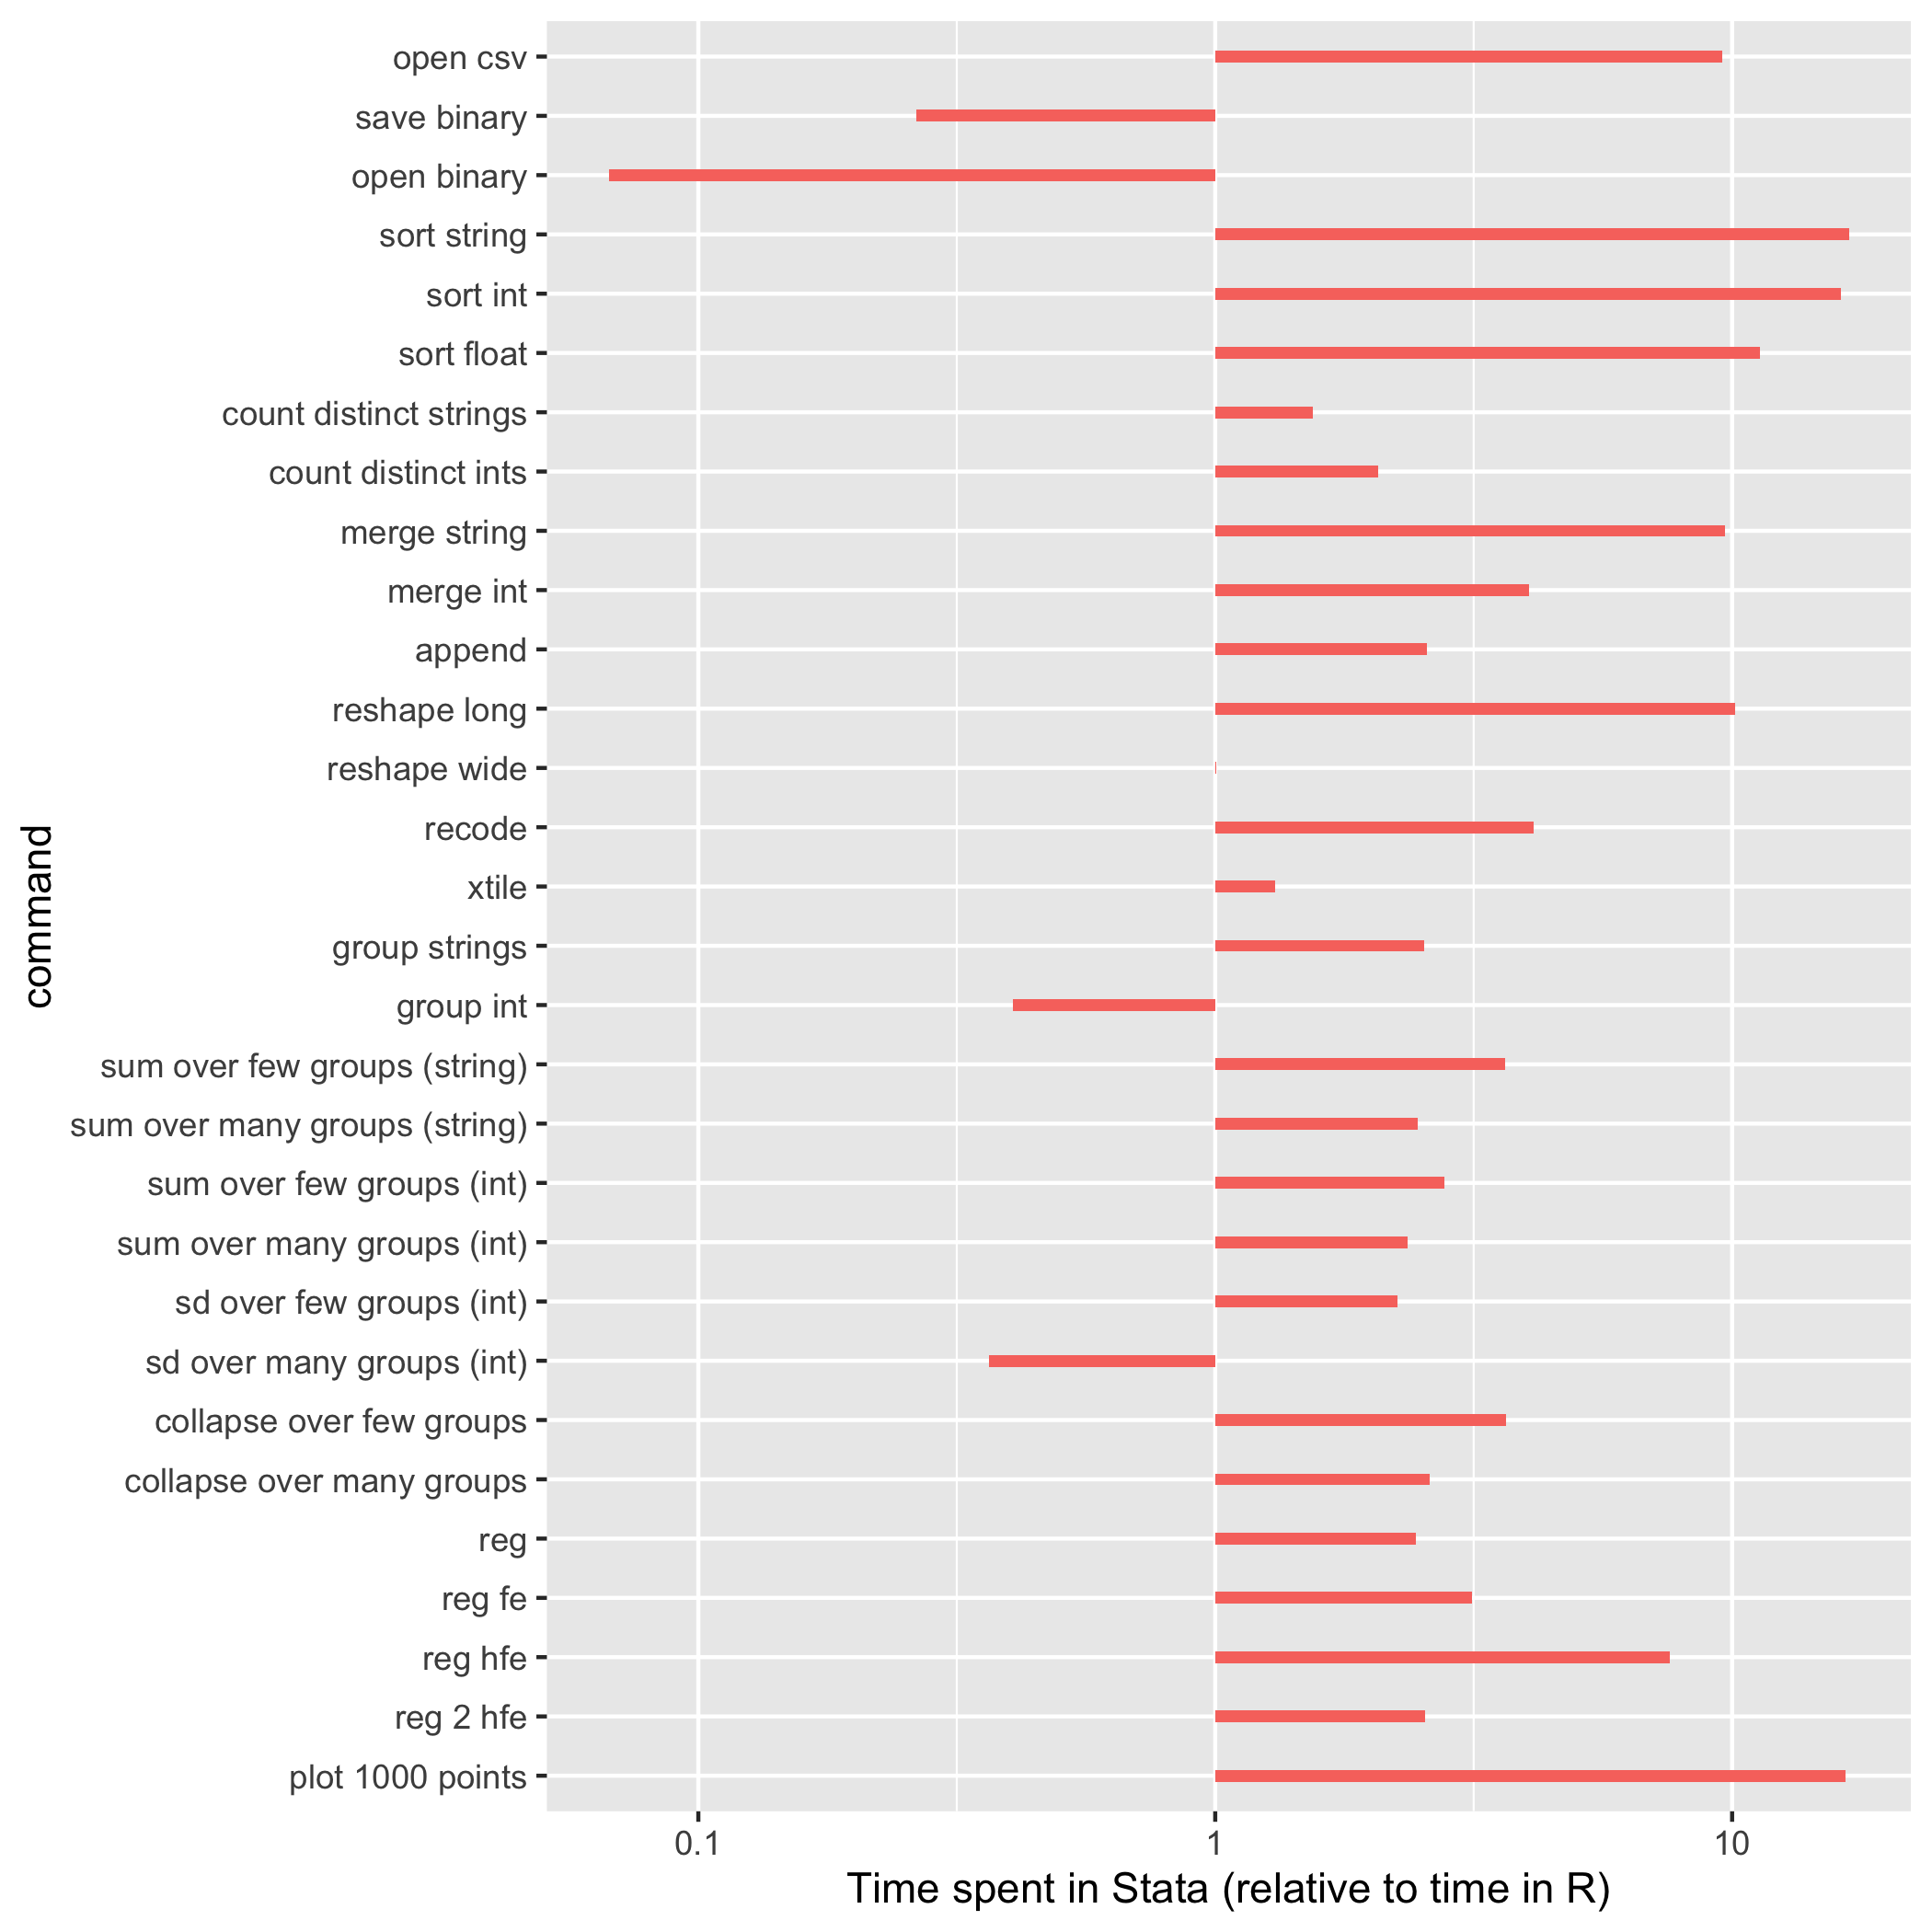 open csv
save binary
open binary
sort string
sort int
sort float
count distinct strings
count distinct ints
merge string
merge int
append
reshape long
reshape wide
recode
xtile
group strings
group int
sum over few groups (string)
sum over many groups (string)
sum over few groups (int)
sum over many groups (int)
sd over few groups (int)
sd over many groups (int)
collapse over few groups
collapse over many groups
reg
reg fe
reg hfe
reg 2 hfe
plot 1000 points
command
0.1 1 10
Time spent in Stata (relative to time in R)